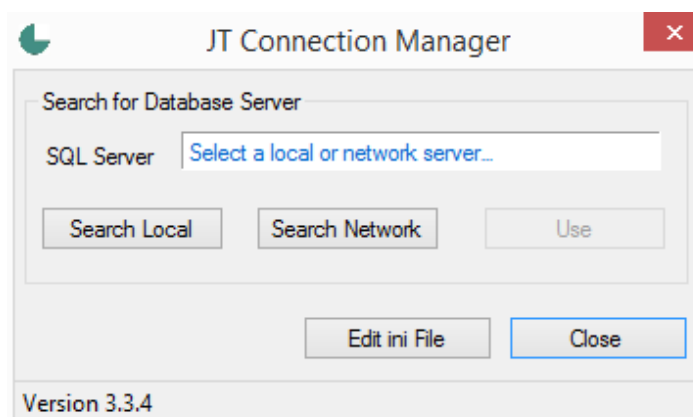 JT Connection Manager
Search for Database Server
SQL Server Select a local or network server...
Search Local Search Network Use
Edit ini File Close
Version 3.3.4